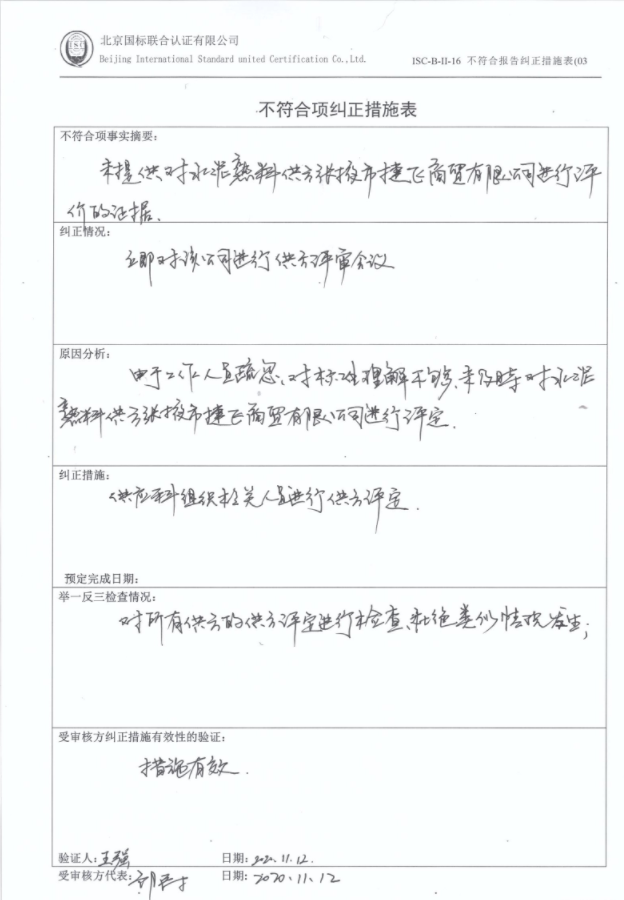 北京国标联合认证有限公司
Beijing International Standard united Certification Co.,Ltd.
ISC-B-II-16 不符合报告纠正措施表(03
不符合项纠正措施表
不符合项事实摘要：
未提供对水泥熟料供方张掖市捷飞商贸有限公司进行评
价的证据.
纠正情况：
立即对该公司进行供方评审会议
原因分析：
由于工作人员疏忽、对标准理解不够,未及时对水泥
熟料供方张掖市捷飞商贸有限公司进行评定.
纠正措施：
供应科组织相关人员进行供方评定.
预定完成日期：
举一反三检查情况：
对所有供方的供方评定进行检查,杜绝类似情况发生;
受审核方纠正措施有效性的验证：
措施有效.
验证人：王强 日期：2020.11.12.
受审核方代表： 日期：2020.11.12